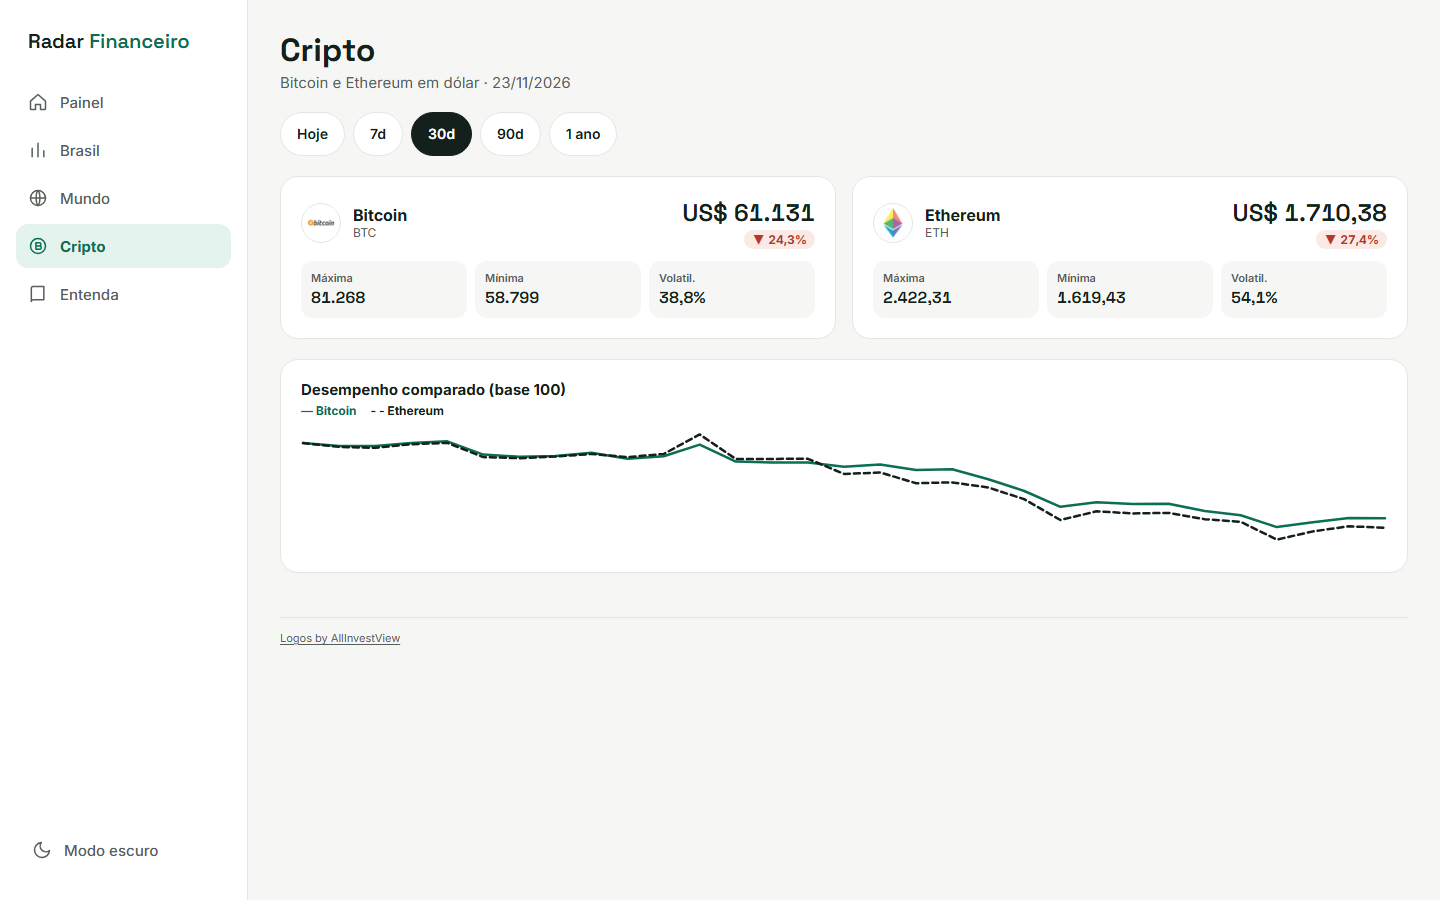 Radar Financeiro
Painel
Brasil
Mundo
Cripto
Entenda
Modo escuro
Cripto
Bitcoin e Ethereum em dólar · 23/11/2026
Hoje 7d 30d 90d 1 ano
bitcoin
Bitcoin
BTC
US$ 61.131
▼ 24,3%
Máxima Mínima Volatil.
81.268 58.799 38,8%
Ethereum
ETH
US$ 1.710,38
▼ 27,4%
Máxima Mínima Volatil.
2.422,31 1.619,43 54,1%
Desempenho comparado (base 100)
— Bitcoin - - Ethereum
Logos by AllInvestView